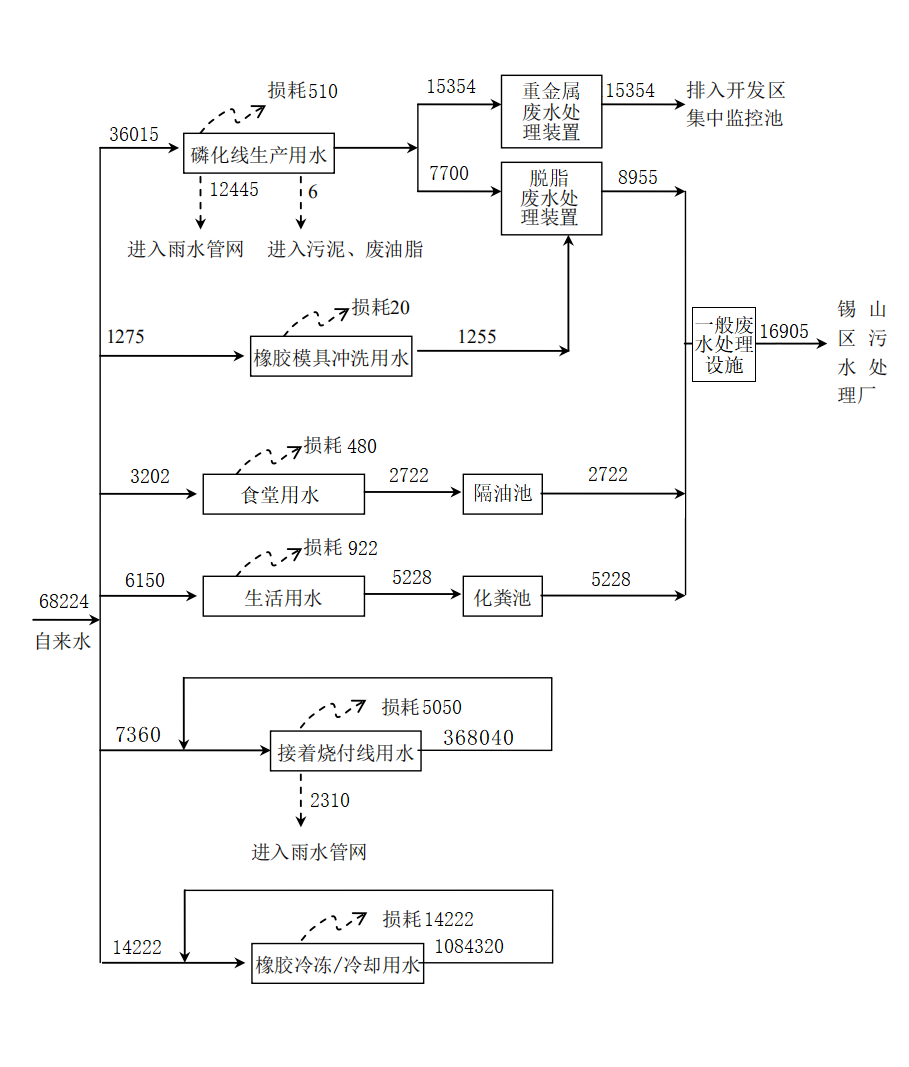 损耗510
15354
重金属
废水处
理装置
15354
排入开发区
集中监控池
36015
磷化线生产用水
7700
脱脂
废水处
理装置
8955
12445
6
进入雨水管网
进入污泥、废油脂
损耗20
1275
橡胶模具冲洗用水
1255
一般废
水处理
设施
16905
锡山
区污
水处
理厂
损耗 480
3202
食堂用水
2722
隔油池
2722
损耗 922
6150
生活用水
5228
化粪池
5228
68224
自来水
损耗5050
7360
接着烧付线用水
368040
2310
进入雨水管网
损耗14222
14222
橡胶冷冻/冷却用水
1084320